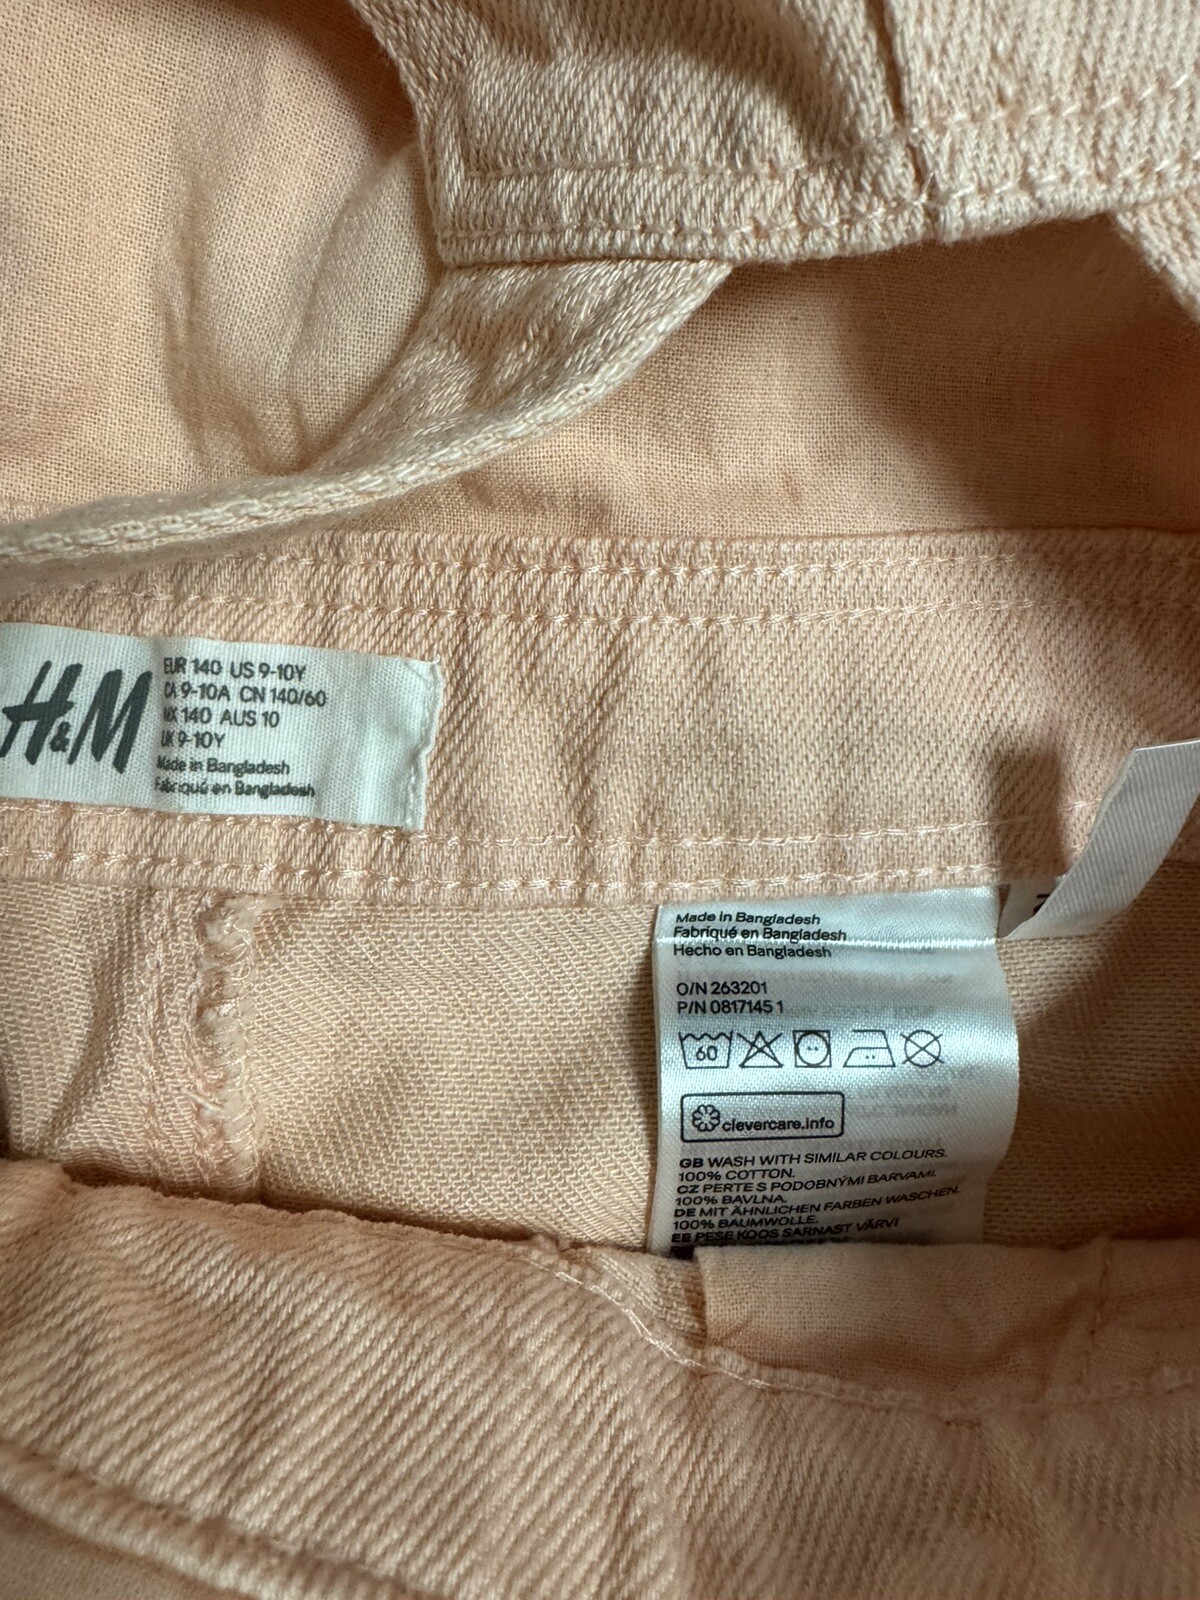 H&M
EUR 140 US 9-10Y
CA 9-10A CN 140/60
MX 140 AUS 10
UK 9-10Y
Made in Bangladesh
Fabriqué en Bangladesh
Made in Bangladesh
Fabriqué en Bangladesh
Hecho en Bangladesh
O/N 263201
P/N 0817145 1
60
clevercare.info
GB WASH WITH SIMILAR COLOURS.
100% COTTON.
CZ PERTE S PODOBNÝMI BARVAMI.
100% BAVLNA.
DE MIT ÄHNLICHEN FARBEN WASCHEN.
100% BAUMWOLLE.
EE PESE KOOS SARNAST VÄRVI